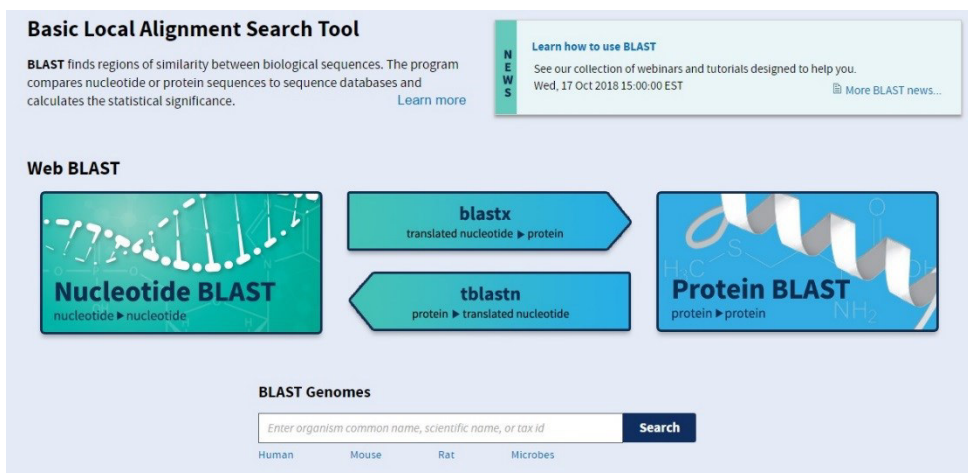 Basic Local Alignment Search Tool
BLAST finds regions of similarity between biological sequences. The program
compares nucleotide or protein sequences to sequence databases and
calculates the statistical significance. Learn more
NEWS
Learn how to use BLAST
See our collection of webinars and tutorials designed to help you.
Wed, 17 Oct 2018 15:00:00 EST
More BLAST news...
Web BLAST
Nucleotide BLAST
nucleotide ▶ nucleotide
blastx
translated nucleotide ▶ protein
tblastn
protein ▶ translated nucleotide
H₃C
S
O
OH
NH₂
Protein BLAST
protein ▶ protein
BLAST Genomes
Enter organism common name, scientific name, or tax id
Search
Human Mouse Rat Microbes